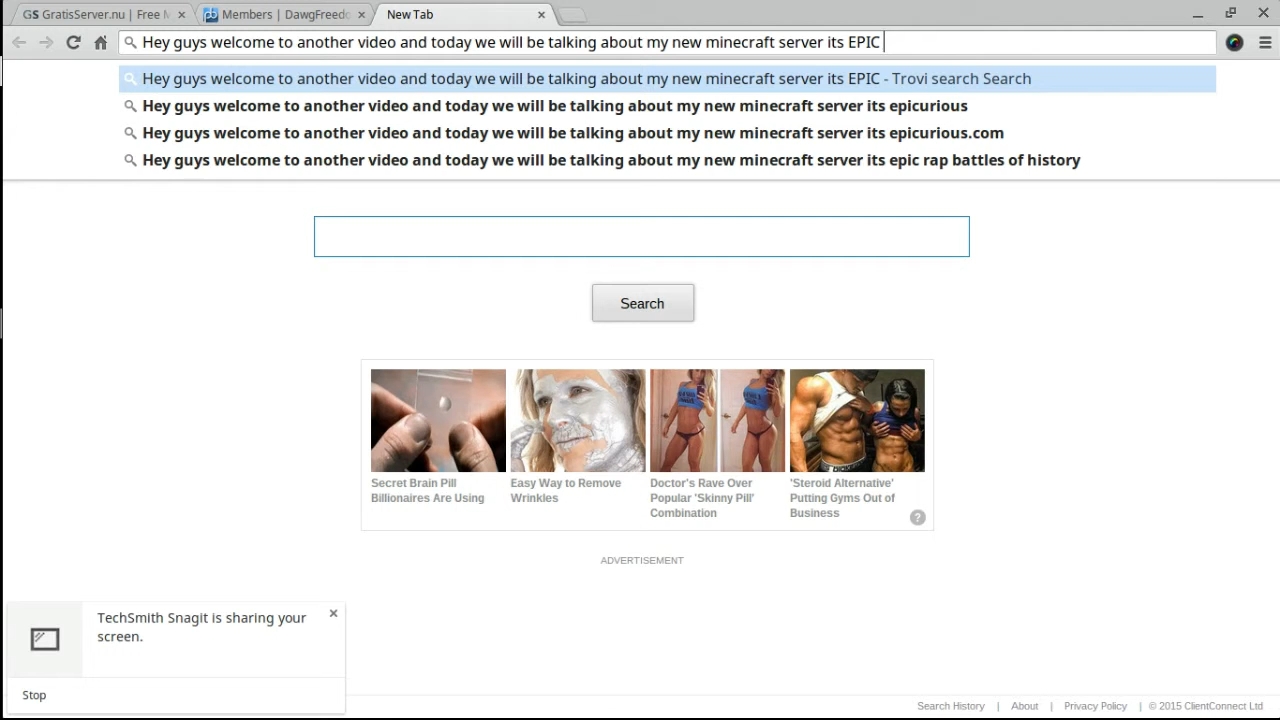 GS GratisServer.nu | Free M
Members | DawgFreedo
New Tab
Hey guys welcome to another video and today we will be talking about my new minecraft server its EPIC
Hey guys welcome to another video and today we will be talking about my new minecraft server its EPIC - Trovi search Search
Hey guys welcome to another video and today we will be talking about my new minecraft server its epicurious
Hey guys welcome to another video and today we will be talking about my new minecraft server its epicurious.com
Hey guys welcome to another video and today we will be talking about my new minecraft server its epic rap battles of history
Search
Secret Brain Pill
Billionaires Are Using
Easy Way to Remove
Wrinkles
Doctor's Rave Over
Popular 'Skinny Pill'
Combination
'Steroid Alternative'
Putting Gyms Out of
Business
?
ADVERTISEMENT
TechSmith Snagit is sharing your
screen.
Stop
Search History | About | Privacy Policy | © 2015 ClientConnect Ltd